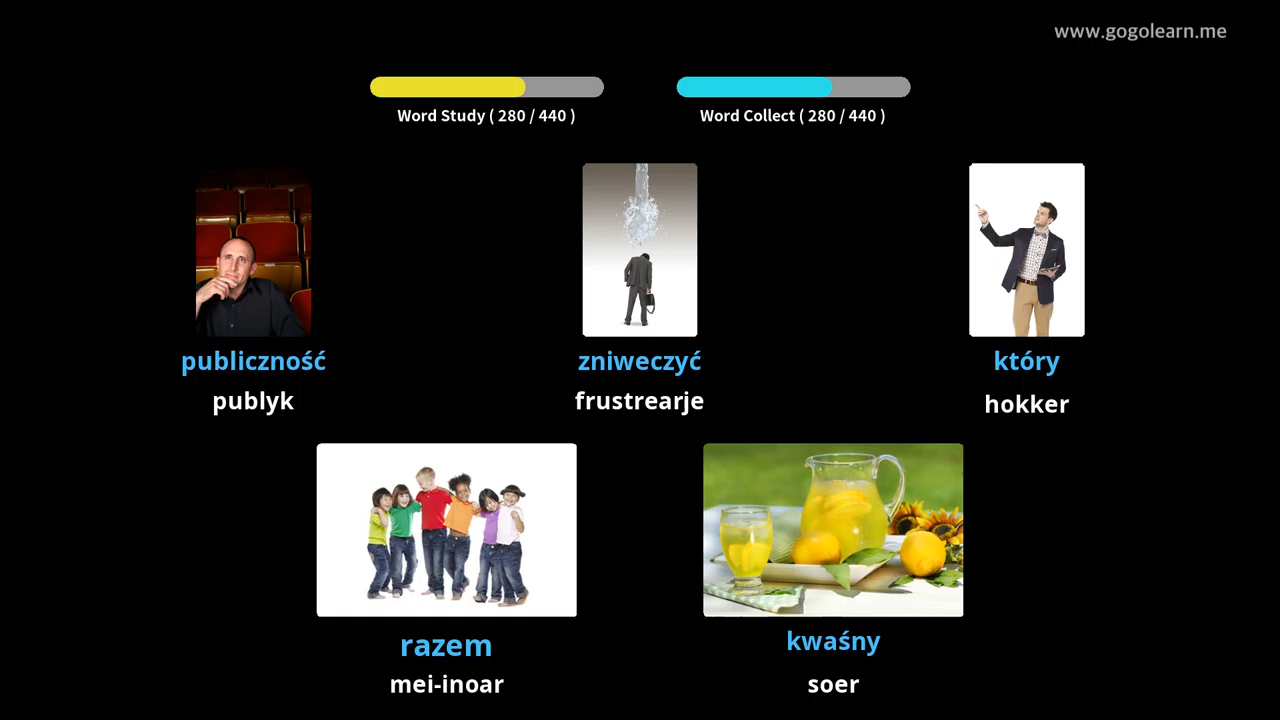 www.gogolearn.me
Word Study ( 280 / 440 )
Word Collect ( 280 / 440 )
publiczność
publyk
zniweczyć
frustrearje
który
hokker
razem
mei-inoar
kwaśny
soer